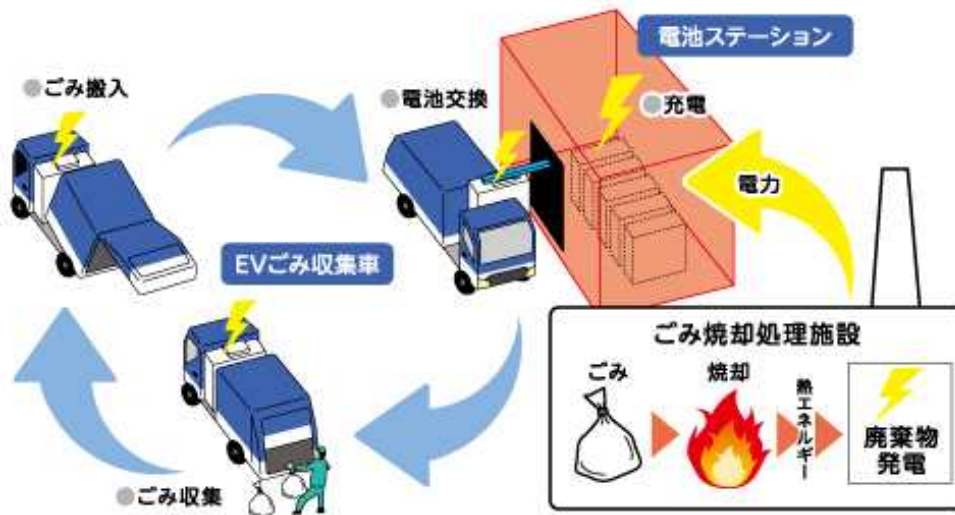 電池ステーション
●ごみ搬入
●電池交換
●充電
電力
EVごみ収集車
●ごみ収集
ごみ焼却処理施設
ごみ
焼却
熱エネルギー
廃棄物
発電